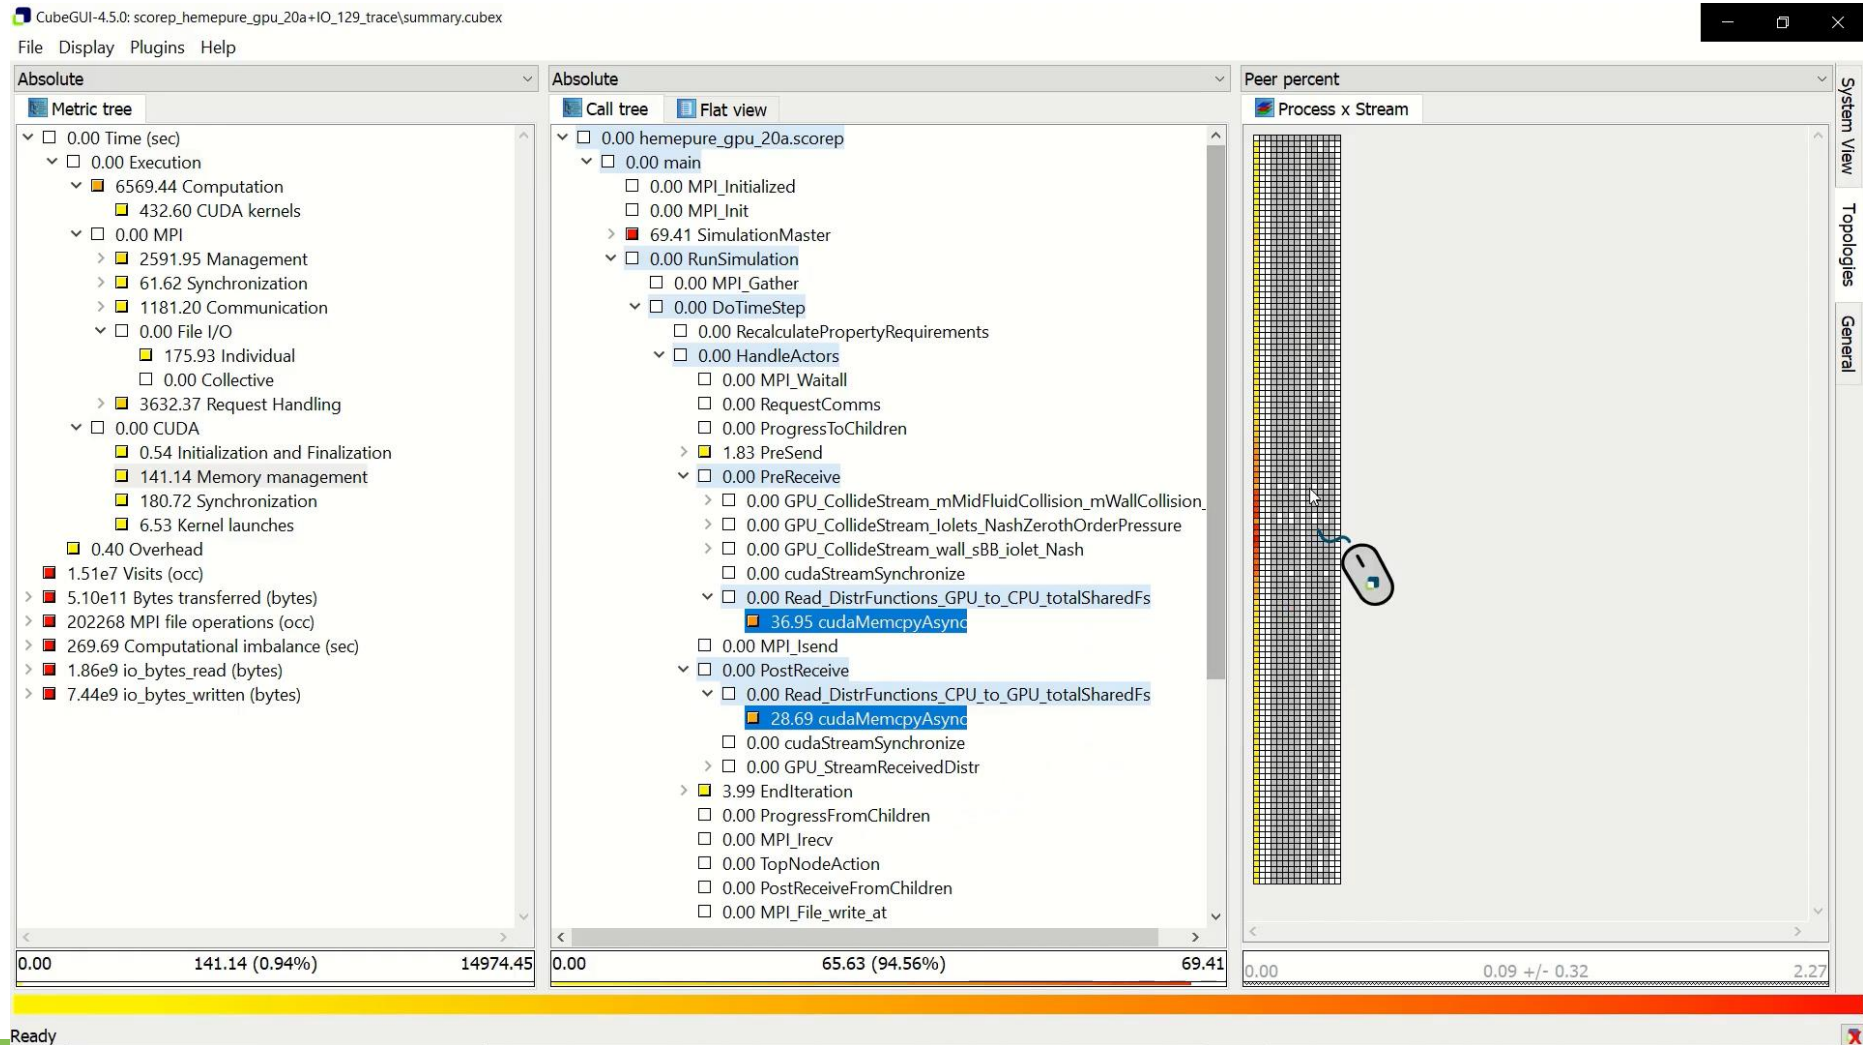 CubeGUI-4.5.0: scorep_hemepure_gpu_20a+IO_129_trace\summary.cubex
File Display Plugins Help
Absolute
Metric tree
0.00 Time (sec)
0.00 Execution
6569.44 Computation
432.60 CUDA kernels
0.00 MPI
2591.95 Management
61.62 Synchronization
1181.20 Communication
0.00 File I/O
175.93 Individual
0.00 Collective
3632.37 Request Handling
0.00 CUDA
0.54 Initialization and Finalization
141.14 Memory management
180.72 Synchronization
6.53 Kernel launches
0.40 Overhead
1.51e7 Visits (occ)
5.10e11 Bytes transferred (bytes)
202268 MPI file operations (occ)
269.69 Computational imbalance (sec)
1.86e9 io_bytes_read (bytes)
7.44e9 io_bytes_written (bytes)
0.00 141.14 (0.94%) 14974.45
Absolute
Call tree Flat view
0.00 hemepure_gpu_20a.scorep
0.00 main
0.00 MPI_Initialized
0.00 MPI_Init
69.41 SimulationMaster
0.00 RunSimulation
0.00 MPI_Gather
0.00 DoTimeStep
0.00 RecalculatePropertyRequirements
0.00 HandleActors
0.00 MPI_Waitall
0.00 RequestComms
0.00 ProgressToChildren
1.83 PreSend
0.00 PreReceive
0.00 GPU_CollideStream_mMidFluidCollision_mWallCollision_
0.00 GPU_CollideStream_Iolets_NashZerothOrderPressure
0.00 GPU_CollideStream_wall_sBB_iolet_Nash
0.00 cudaStreamSynchronize
0.00 Read_DistrFunctions_GPU_to_CPU_totalSharedFs
36.95 cudaMemcpyAsync
0.00 MPI_Isend
0.00 PostReceive
0.00 Read_DistrFunctions_CPU_to_GPU_totalSharedFs
28.69 cudaMemcpyAsync
0.00 cudaStreamSynchronize
0.00 GPU_StreamReceivedDistr
3.99 EndIteration
0.00 ProgressFromChildren
0.00 MPI_Irecv
0.00 TopNodeAction
0.00 PostReceiveFromChildren
0.00 MPI_File_write_at
0.00 65.63 (94.56%) 69.41
Peer percent
Process x Stream
0.00 0.09 +/- 0.32 2.27
System View
Topologies
General
Ready